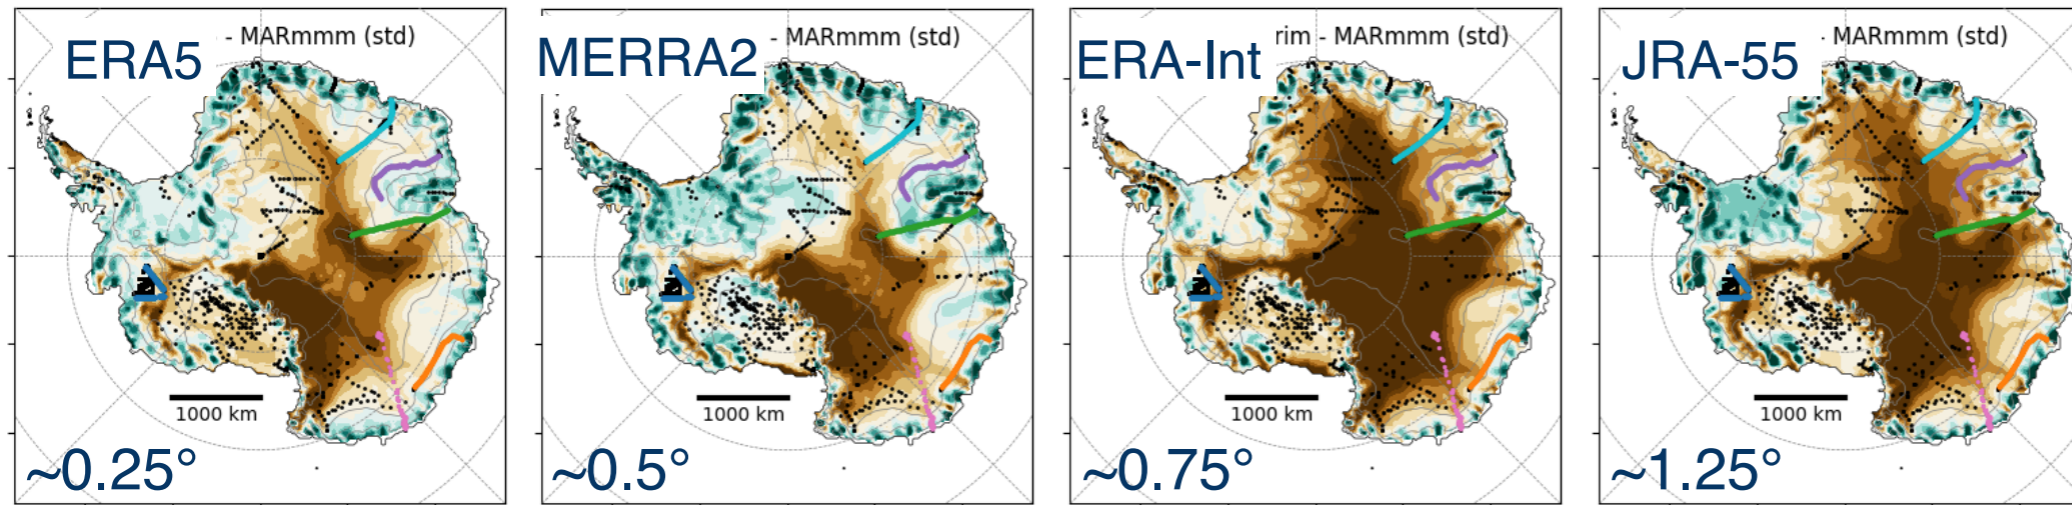 ERA5
- MARmmm (std)
1000 km
~0.25°
MERRA2
- MARmmm (std)
1000 km
~0.5°
ERA-Int
rim - MARmmm (std)
1000 km
~0.75°
JRA-55
- MARmmm (std)
1000 km
~1.25°